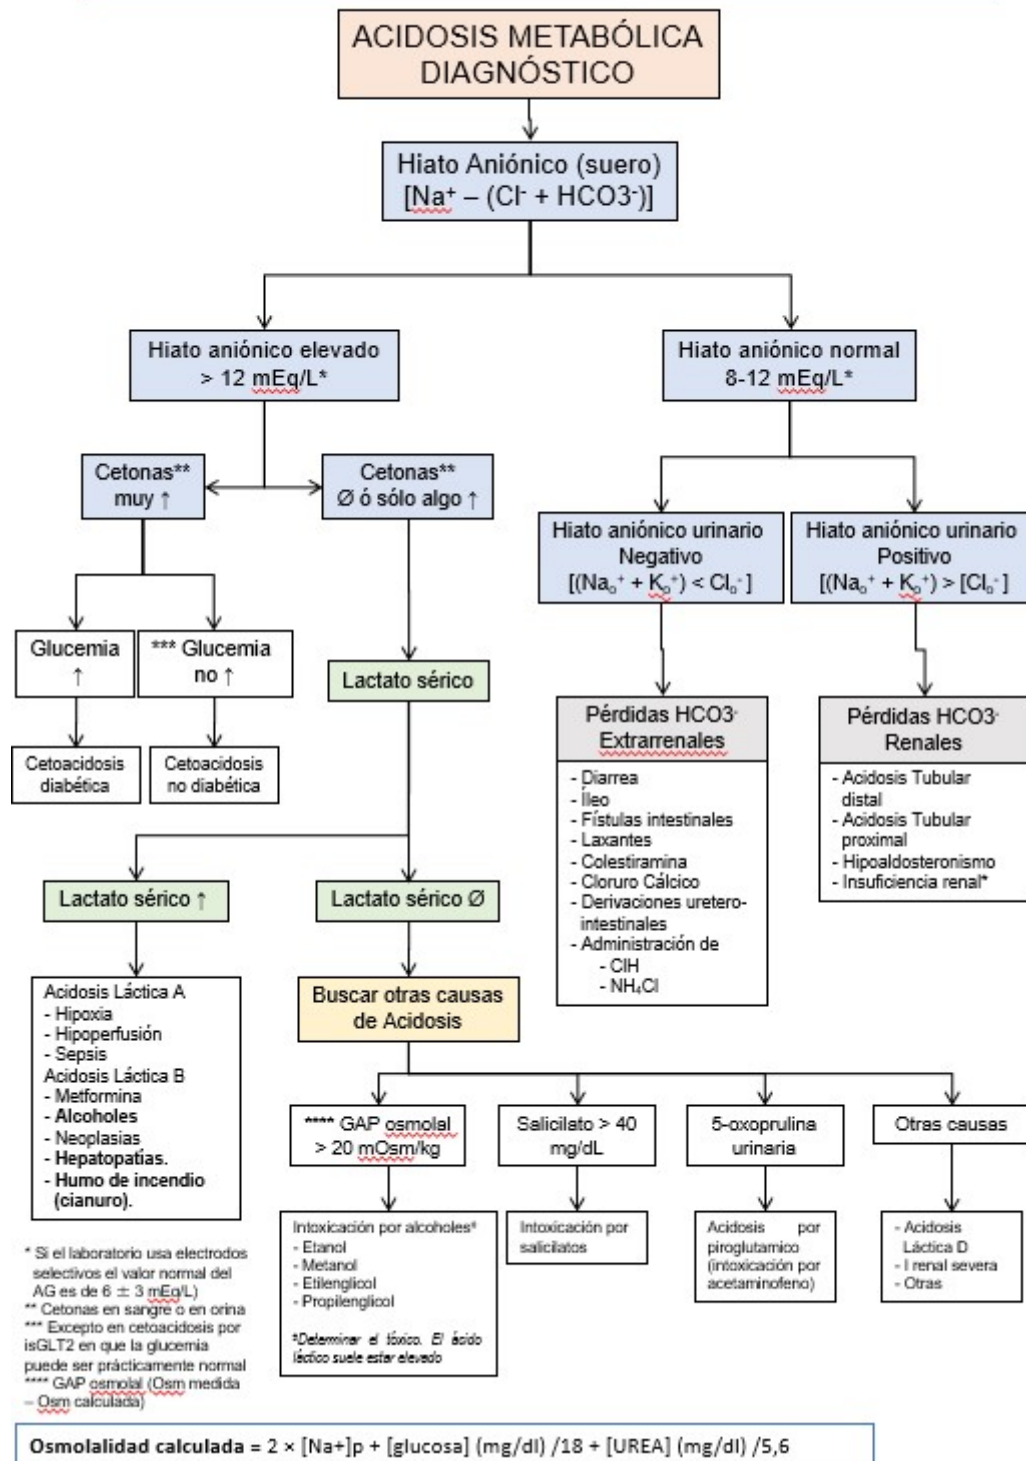 ACIDOSIS METABÓLICA
DIAGNÓSTICO
Hiato Aniónico (suero)
[Na⁺ – (Cl⁻ + HCO3⁻)]
Hiato aniónico elevado
> 12 mEq/L*
Hiato aniónico normal
8-12 mEq/L*
Cetonas**
muy ↑
Cetonas**
Ø ó sólo algo ↑
Hiato aniónico urinario
Negativo
[(Naₒ⁺ + Kₒ⁺) < Clₒ⁻]
Hiato aniónico urinario
Positivo
[(Naₒ⁺ + Kₒ⁺) > [Clₒ⁻]
Glucemia
↑
*** Glucemia
no ↑
Lactato sérico
Cetoacidosis
diabética
Cetoacidosis
no diabética
Pérdidas HCO3⁻
Extrarrenales
- Diarrea
- Íleo
- Fístulas intestinales
- Laxantes
- Colestiramina
- Cloruro Cálcico
- Derivaciones uretero-
intestinales
- Administración de
- ClH
- NH₄Cl
Pérdidas HCO3⁻
Renales
- Acidosis Tubular
distal
- Acidosis Tubular
proximal
- Hipoaldosteronismo
- Insuficiencia renal*
Lactato sérico ↑
Lactato sérico Ø
Acidosis Láctica A
- Hipoxia
- Hipoperfusión
- Sepsis
Acidosis Láctica B
- Metformina
- Alcoholes
- Neoplasias
- Hepatopatías.
- Humo de incendio
(cianuro).
Buscar otras causas
de Acidosis
**** GAP osmolal
> 20 mOsm/kg
Salicilato > 40
mg/dL
5-oxoprulina
urinaria
Otras causas
Intoxicación por alcoholes*
- Etanol
- Metanol
- Etilenglicol
- Propilenglicol
*Determinar el tóxico. El ácido
láctico suele estar elevado
Intoxicación por
salicilatos
Acidosis por
piroglutamico
(intoxicación por
acetaminofeno)
- Acidosis
Láctica D
- I renal severa
- Otras
* Si el laboratorio usa electrodos
selectivos el valor normal del
AG es de 6 ± 3 mEq/L)
** Cetonas en sangre o en orina
*** Excepto en cetoacidosis por
isGLT2 en que la glucemia
puede ser prácticamente normal
**** GAP osmolal (Osm medida
– Osm calculada)
Osmolalidad calculada = 2 × [Na+]p + [glucosa] (mg/dl) /18 + [UREA] (mg/dl) /5,6